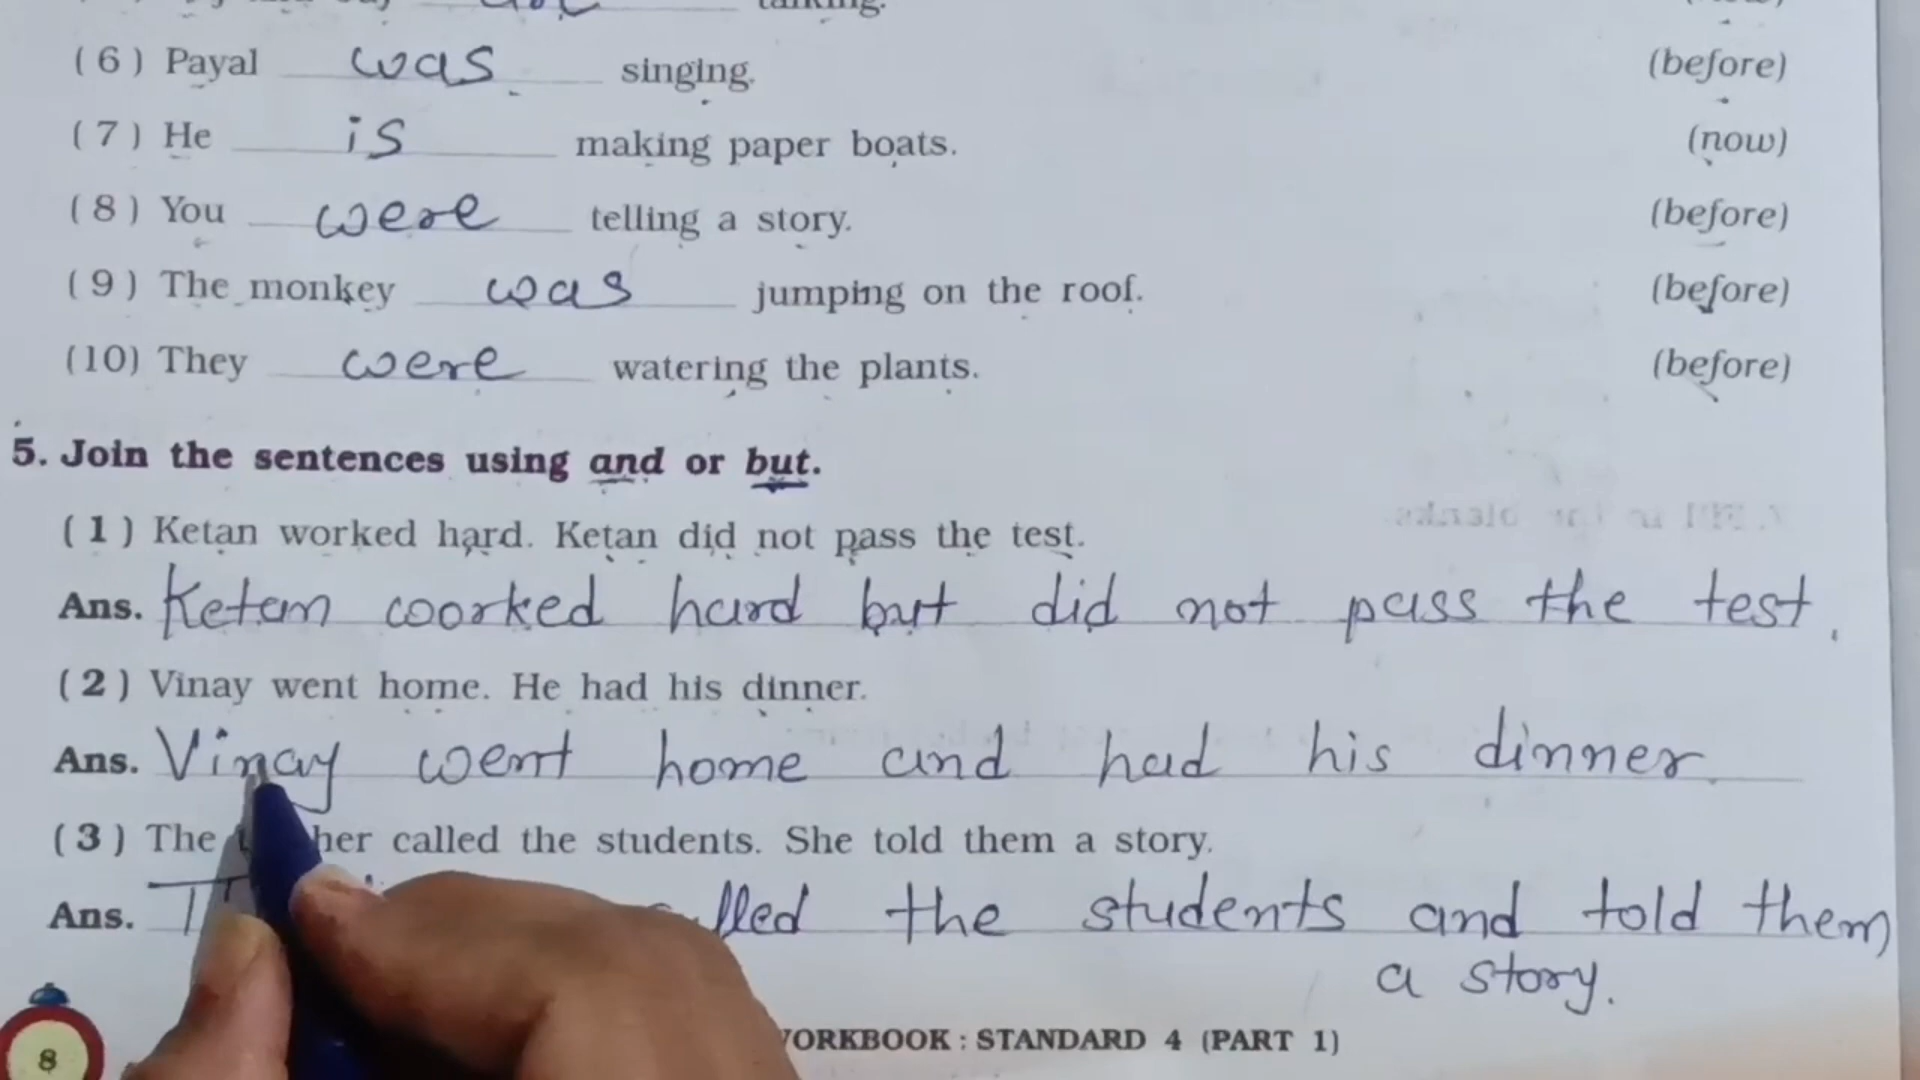 talking.
( 6 ) Payal was singing. (before)
( 7 ) He is making paper boats. (now)
( 8 ) You were telling a story. (before)
( 9 ) The monkey was jumping on the roof. (before)
(10) They were watering the plants. (before)
5. Join the sentences using and or but.
( 1 ) Ketan worked hard. Ketan did not pass the test.
Ans. Ketan worked hard but did not pass the test.
( 2 ) Vinay went home. He had his dinner.
Ans. Vinay went home and had his dinner.
( 3 ) The her called the students. She told them a story.
Ans. lled the students and told them
a story.
8 ORKBOOK : STANDARD 4 (PART 1)